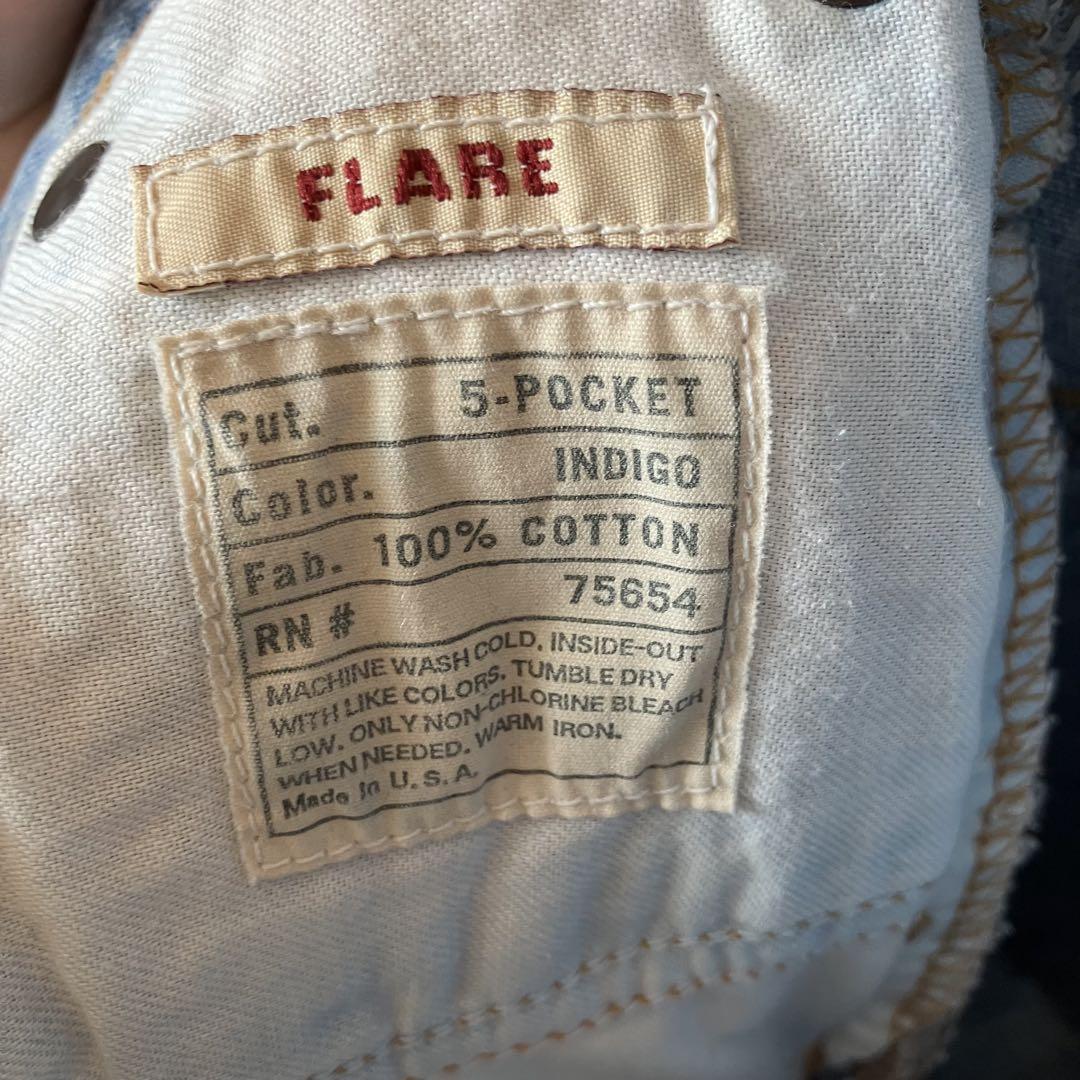 FLARE
Cut. 5-POCKET
Color. INDIGO
Fab. 100% COTTON
RN # 75654
MACHINE WASH COLD, INSIDE-OUT
WITH LIKE COLORS. TUMBLE DRY
LOW. ONLY NON-CHLORINE BLEACH
WHEN NEEDED. WARM IRON.
Made In U.S.A.